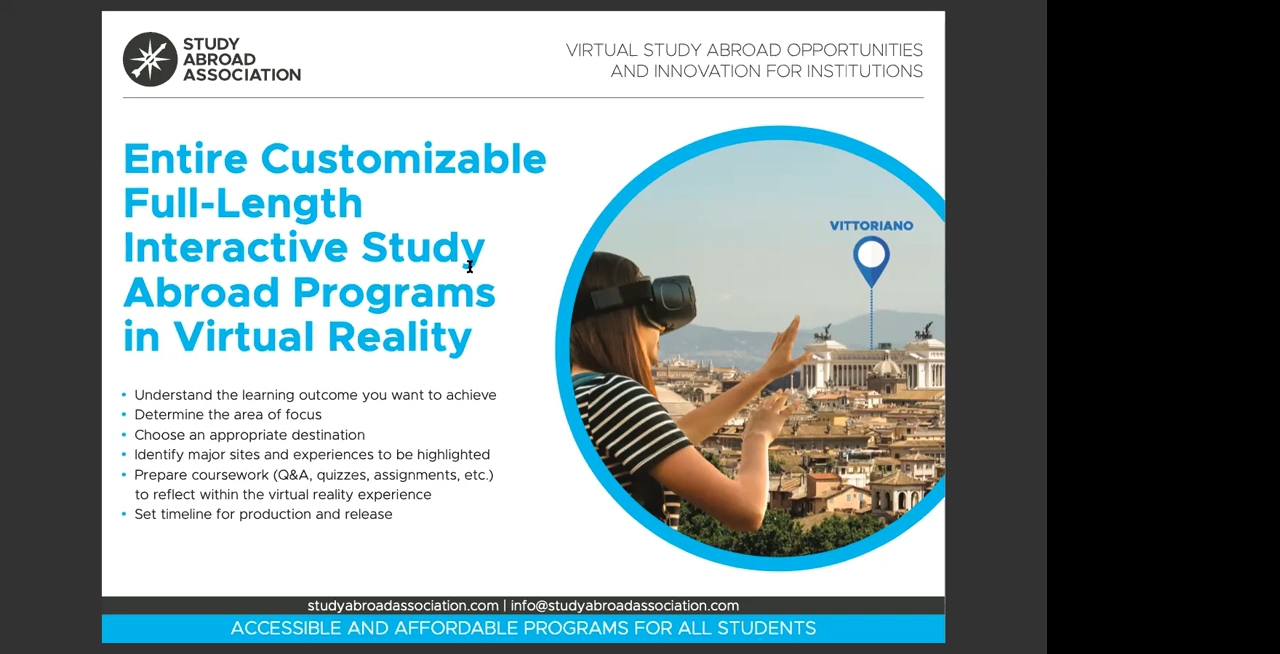 STUDY
ABROAD
ASSOCIATION
VIRTUAL STUDY ABROAD OPPORTUNITIES
AND INNOVATION FOR INSTITUTIONS
Entire Customizable
Full-Length
Interactive Study
Abroad Programs
in Virtual Reality
• Understand the learning outcome you want to achieve
• Determine the area of focus
• Choose an appropriate destination
• Identify major sites and experiences to be highlighted
• Prepare coursework (Q&A, quizzes, assignments, etc.)
to reflect within the virtual reality experience
• Set timeline for production and release
VITTORIANO
studyabroadassociation.com | info@studyabroadassociation.com
ACCESSIBLE AND AFFORDABLE PROGRAMS FOR ALL STUDENTS